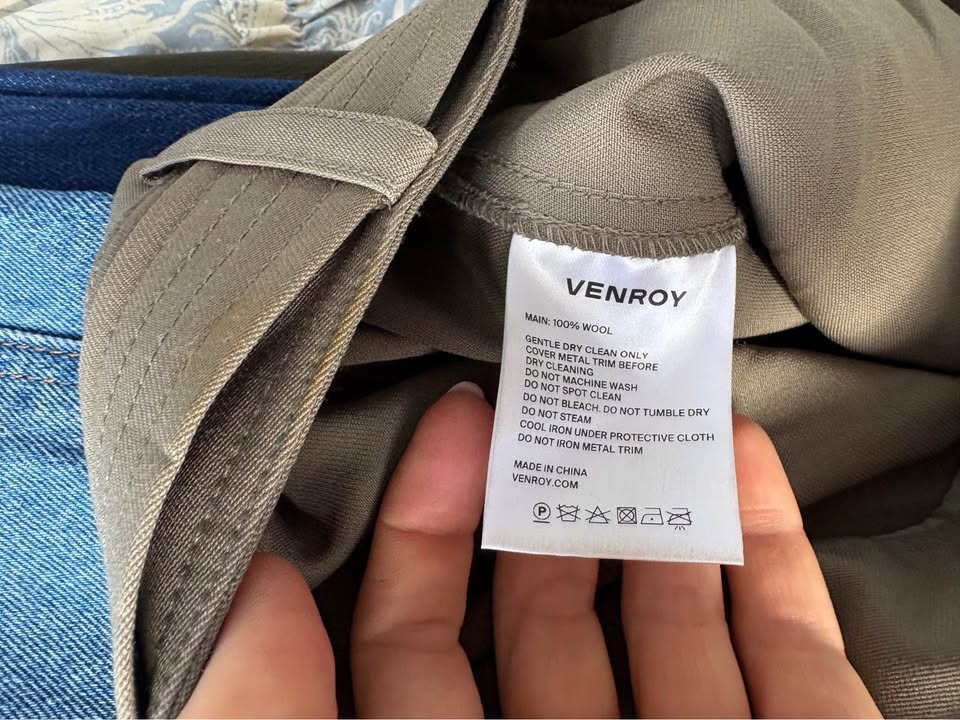 VENROY
MAIN: 100% WOOL
GENTLE DRY CLEAN ONLY
COVER METAL TRIM BEFORE
DRY CLEANING
DO NOT MACHINE WASH
DO NOT SPOT CLEAN
DO NOT BLEACH. DO NOT TUMBLE DRY
DO NOT STEAM
COOL IRON UNDER PROTECTIVE CLOTH
DO NOT IRON METAL TRIM
MADE IN CHINA
VENROY.COM
P